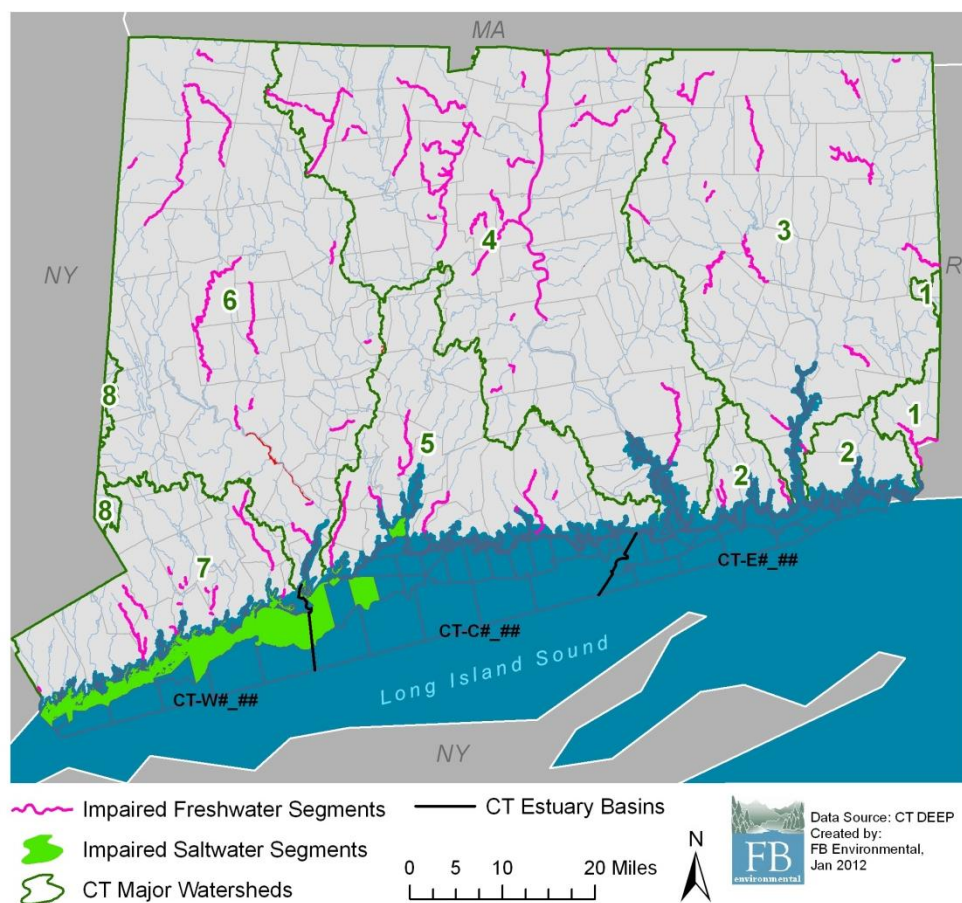 MA
NY
R
4
3
6
1
8
1
5
2
2
8
7
CT-E#_##
CT-C#_##
CT-W#_##
Long Island Sound
NY
Impaired Freshwater Segments
CT Estuary Basins
Impaired Saltwater Segments
CT Major Watersheds
0 5 10 20 Miles
N
FB
environmental
Data Source: CT DEEP
Created by:
FB Environmental,
Jan 2012